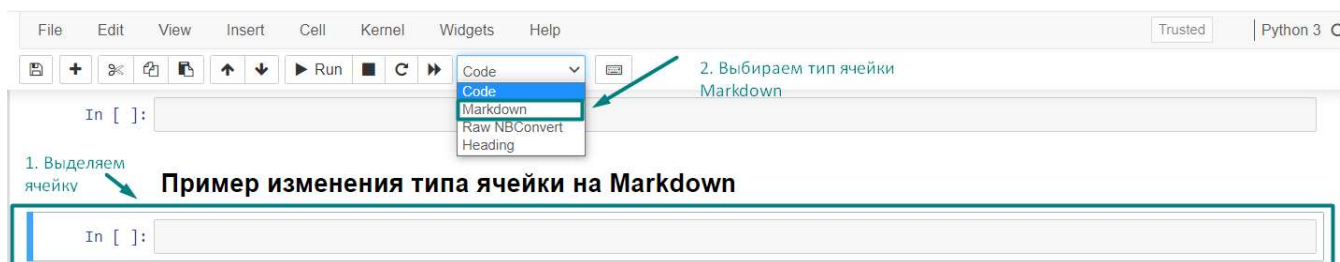 File Edit View Insert Cell Kernel Widgets Help Trusted Python 3
Run Code
2. Выбираем тип ячейки
Markdown
Code
Markdown
Raw NBConvert
Heading
In [ ]:
1. Выделяем
ячейку
Пример изменения типа ячейки на Markdown
In [ ]: